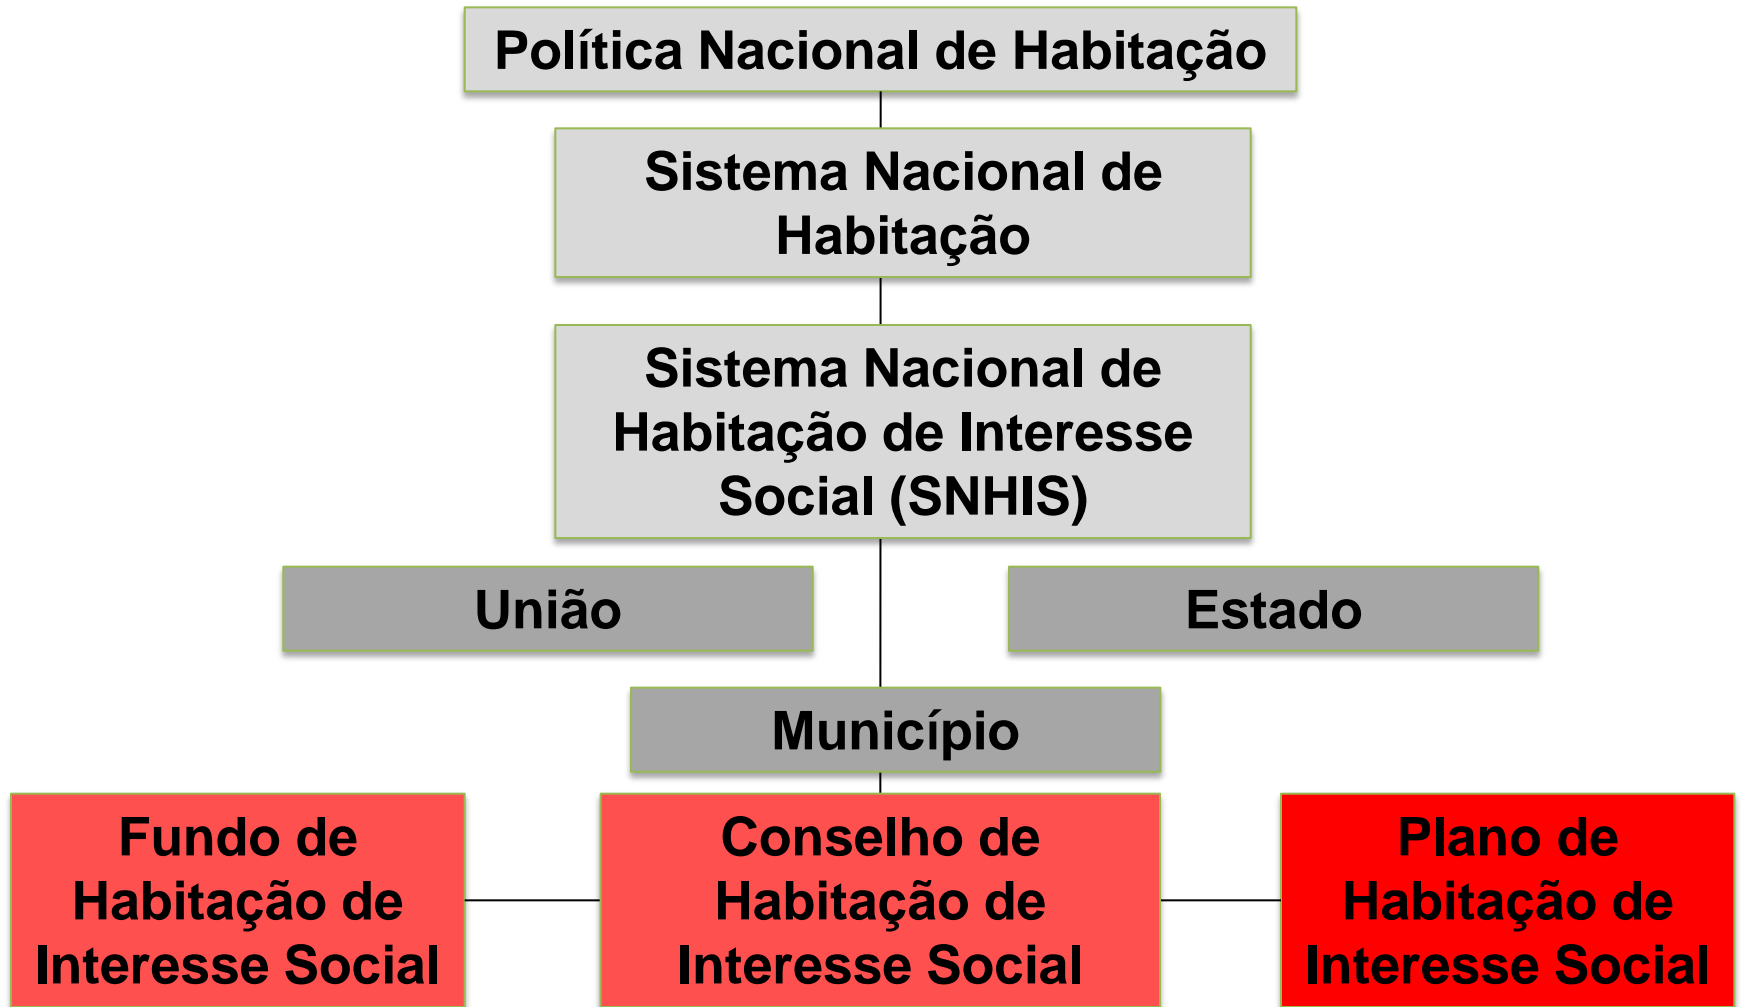 Política Nacional de Habitação
Sistema Nacional de
Habitação
Sistema Nacional de
Habitação de Interesse
Social (SNHIS)
União
Estado
Município
Fundo de
Habitação de
Interesse Social
Conselho de
Habitação de
Interesse Social
Plano de
Habitação de
Interesse Social